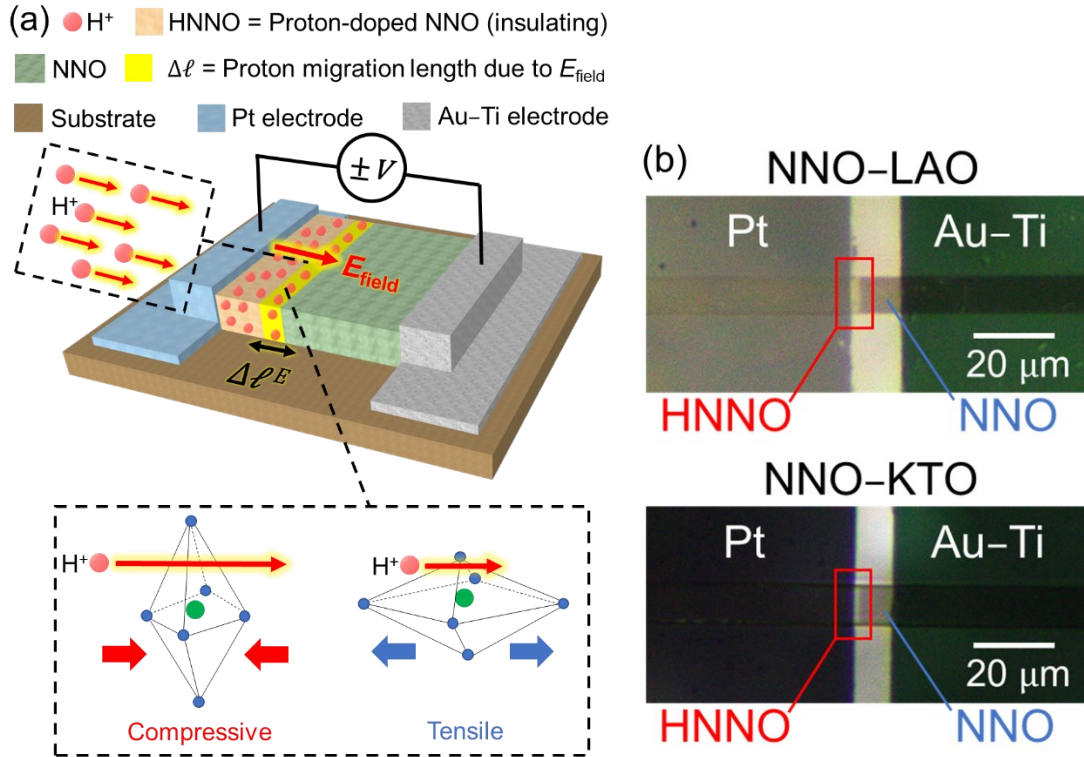 (a) H⁺ HNNO = Proton-doped NNO (insulating)
NNO Δℓ = Proton migration length due to E_field
Substrate Pt electrode Au–Ti electrode
± V
H⁺
E_field
Δℓ^E
H⁺ H⁺
Compressive Tensile
(b)
NNO–LAO
Pt Au–Ti
20 μm
HNNO NNO
NNO–KTO
Pt Au–Ti
20 μm
HNNO NNO